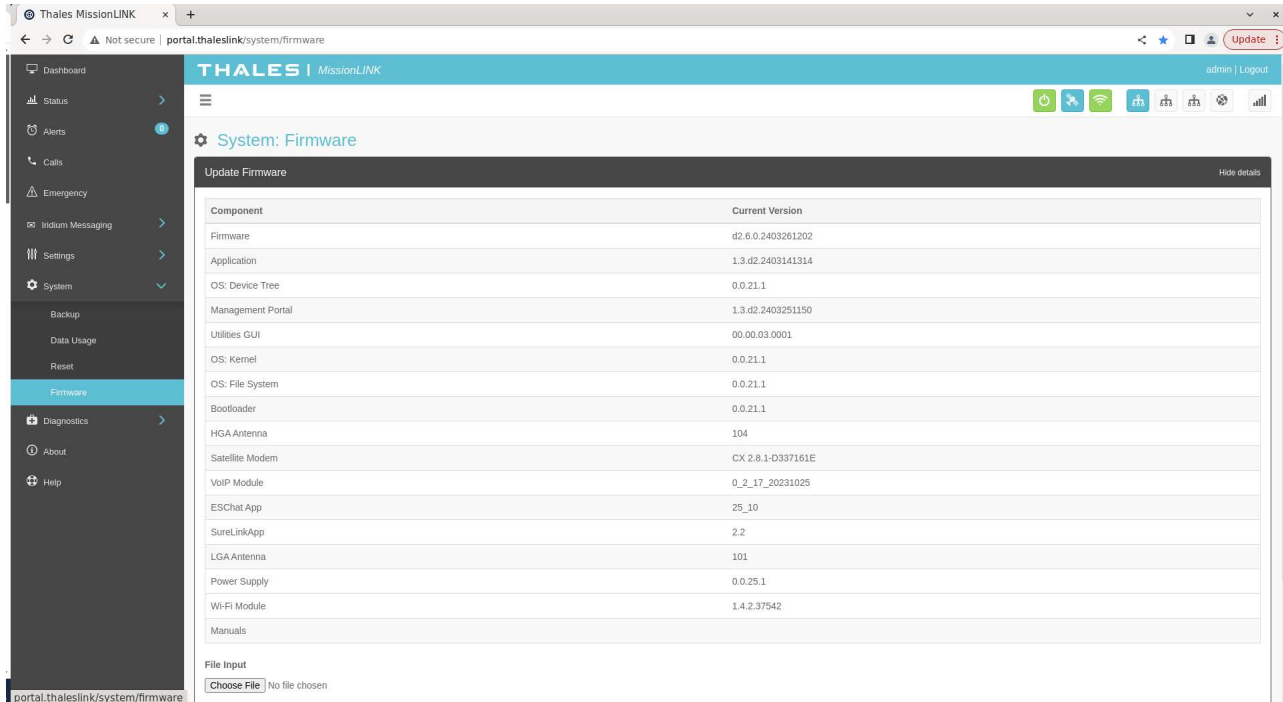 Thales MissionLINK
Not secure | portal.thaleslink/system/firmware
Update
Dashboard
Status
Alerts 0
Calls
Emergency
Iridium Messaging
Settings
System
Backup
Data Usage
Reset
Firmware
Diagnostics
About
Help
THALES | MissionLINK
admin | Logout
System: Firmware
Update Firmware
Hide details
Component Current Version
Firmware d2.6.0.2403261202
Application 1.3.d2.2403141314
OS: Device Tree 0.0.21.1
Management Portal 1.3.d2.2403251150
Utilities GUI 00.00.03.0001
OS: Kernel 0.0.21.1
OS: File System 0.0.21.1
Bootloader 0.0.21.1
HGA Antenna 104
Satellite Modem CX 2.8.1-D337161E
VoIP Module 0_2_17_20231025
ESChat App 25_10
SureLinkApp 2.2
LGA Antenna 101
Power Supply 0.0.25.1
Wi-Fi Module 1.4.2.37542
Manuals
File Input
Choose File No file chosen
portal.thaleslink/system/firmware